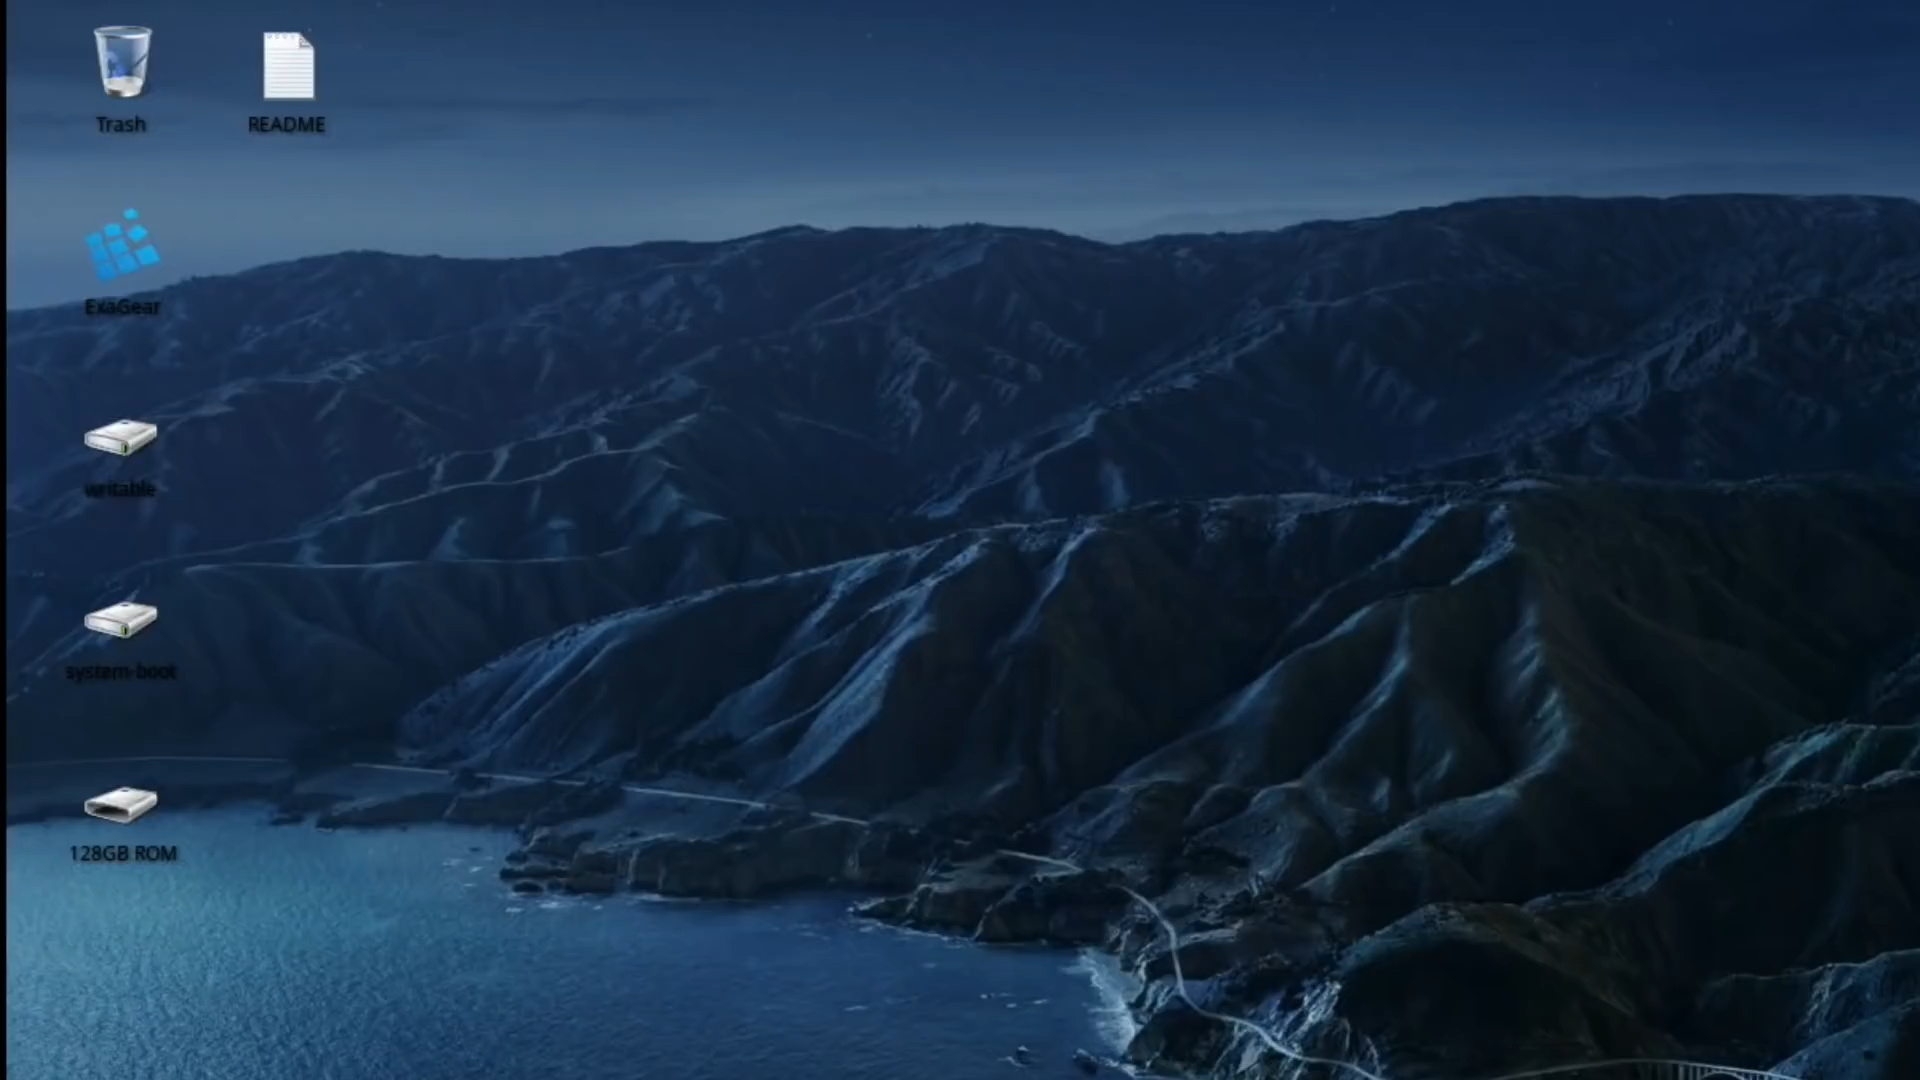 Trash
README
ExaGear
writable
system-boot
128GB ROM